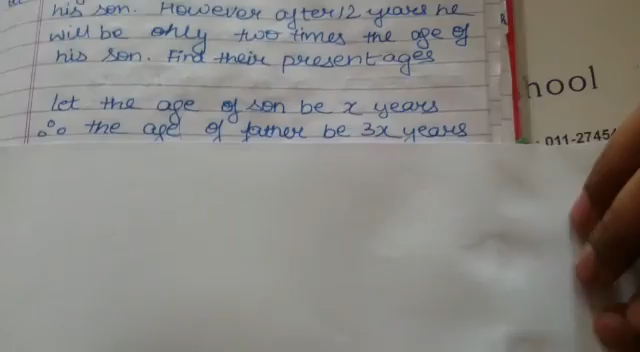 his son. However after 12 years he
will be only two times the age of
his son. Find their present ages
let the age of son be x years
∴ the age of father be 3x years
hool
011-2745